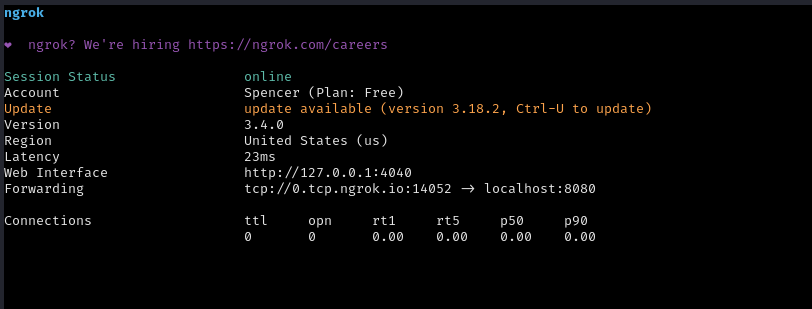 ngrok
❤ ngrok? We're hiring https://ngrok.com/careers
Session Status online
Account Spencer (Plan: Free)
Update update available (version 3.18.2, Ctrl-U to update)
Version 3.4.0
Region United States (us)
Latency 23ms
Web Interface http://127.0.0.1:4040
Forwarding tcp://0.tcp.ngrok.io:14052 -> localhost:8080
Connections ttl opn rt1 rt5 p50 p90
0 0 0.00 0.00 0.00 0.00